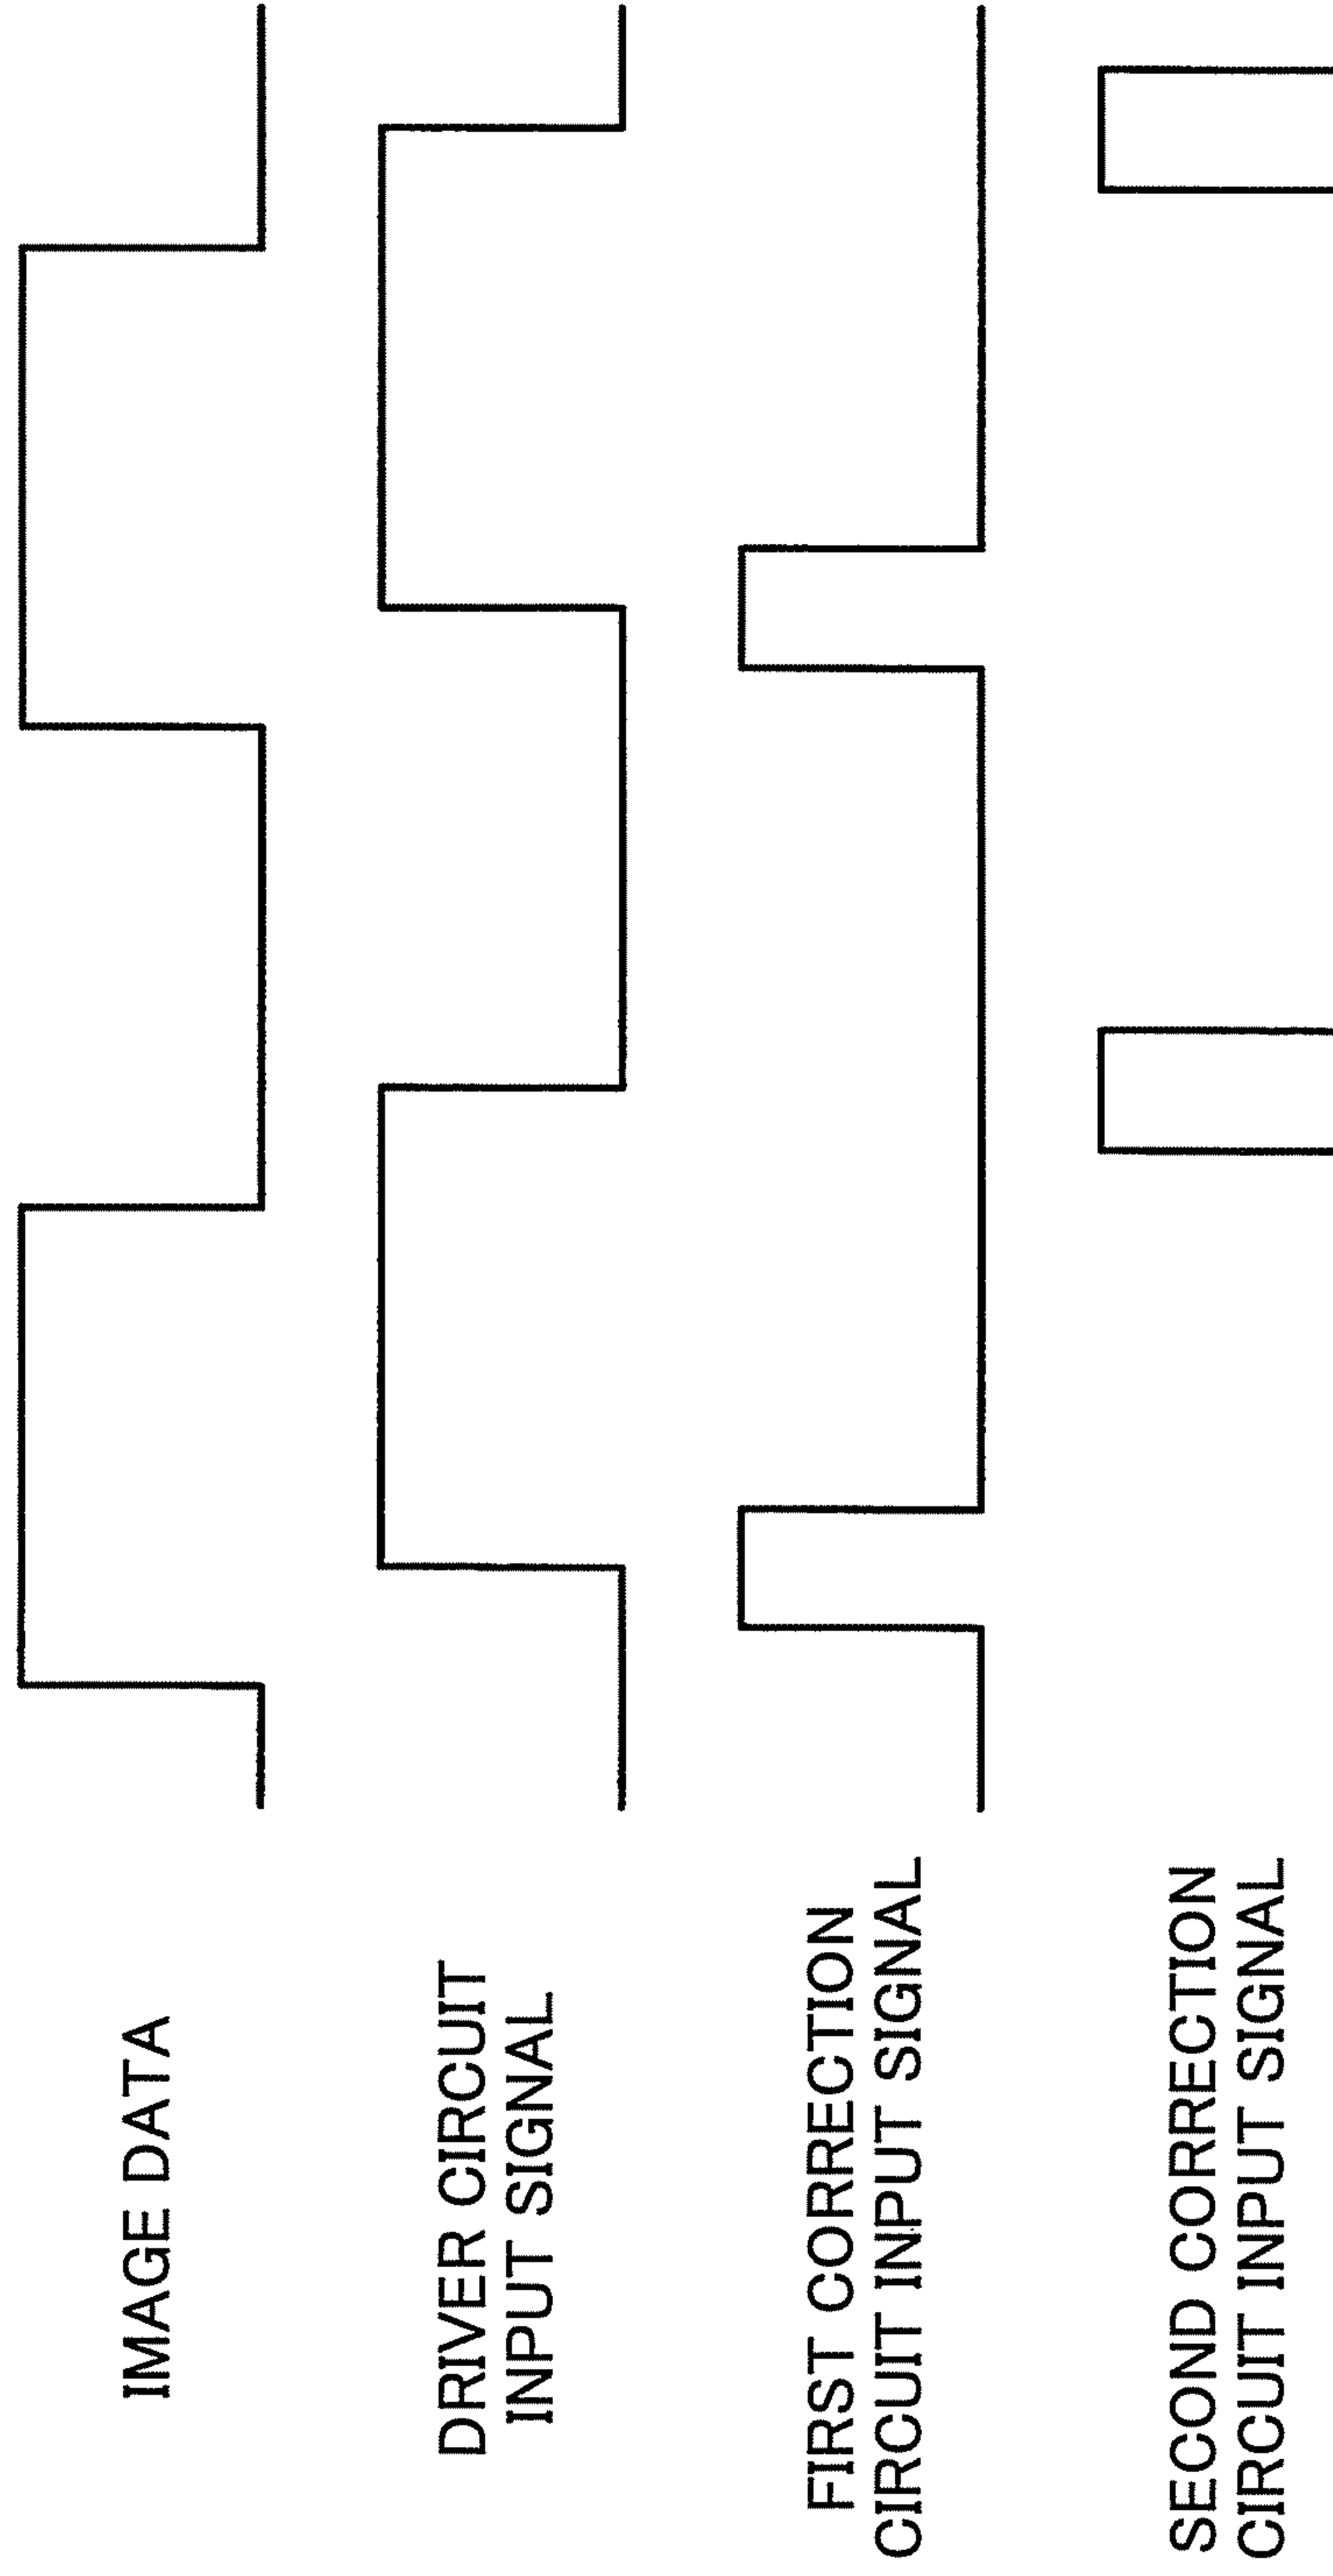 IMAGE DATA
DRIVER CIRCUIT
INPUT SIGNAL
FIRST CORRECTION
CIRCUIT INPUT SIGNAL
SECOND CORRECTION
CIRCUIT INPUT SIGNAL